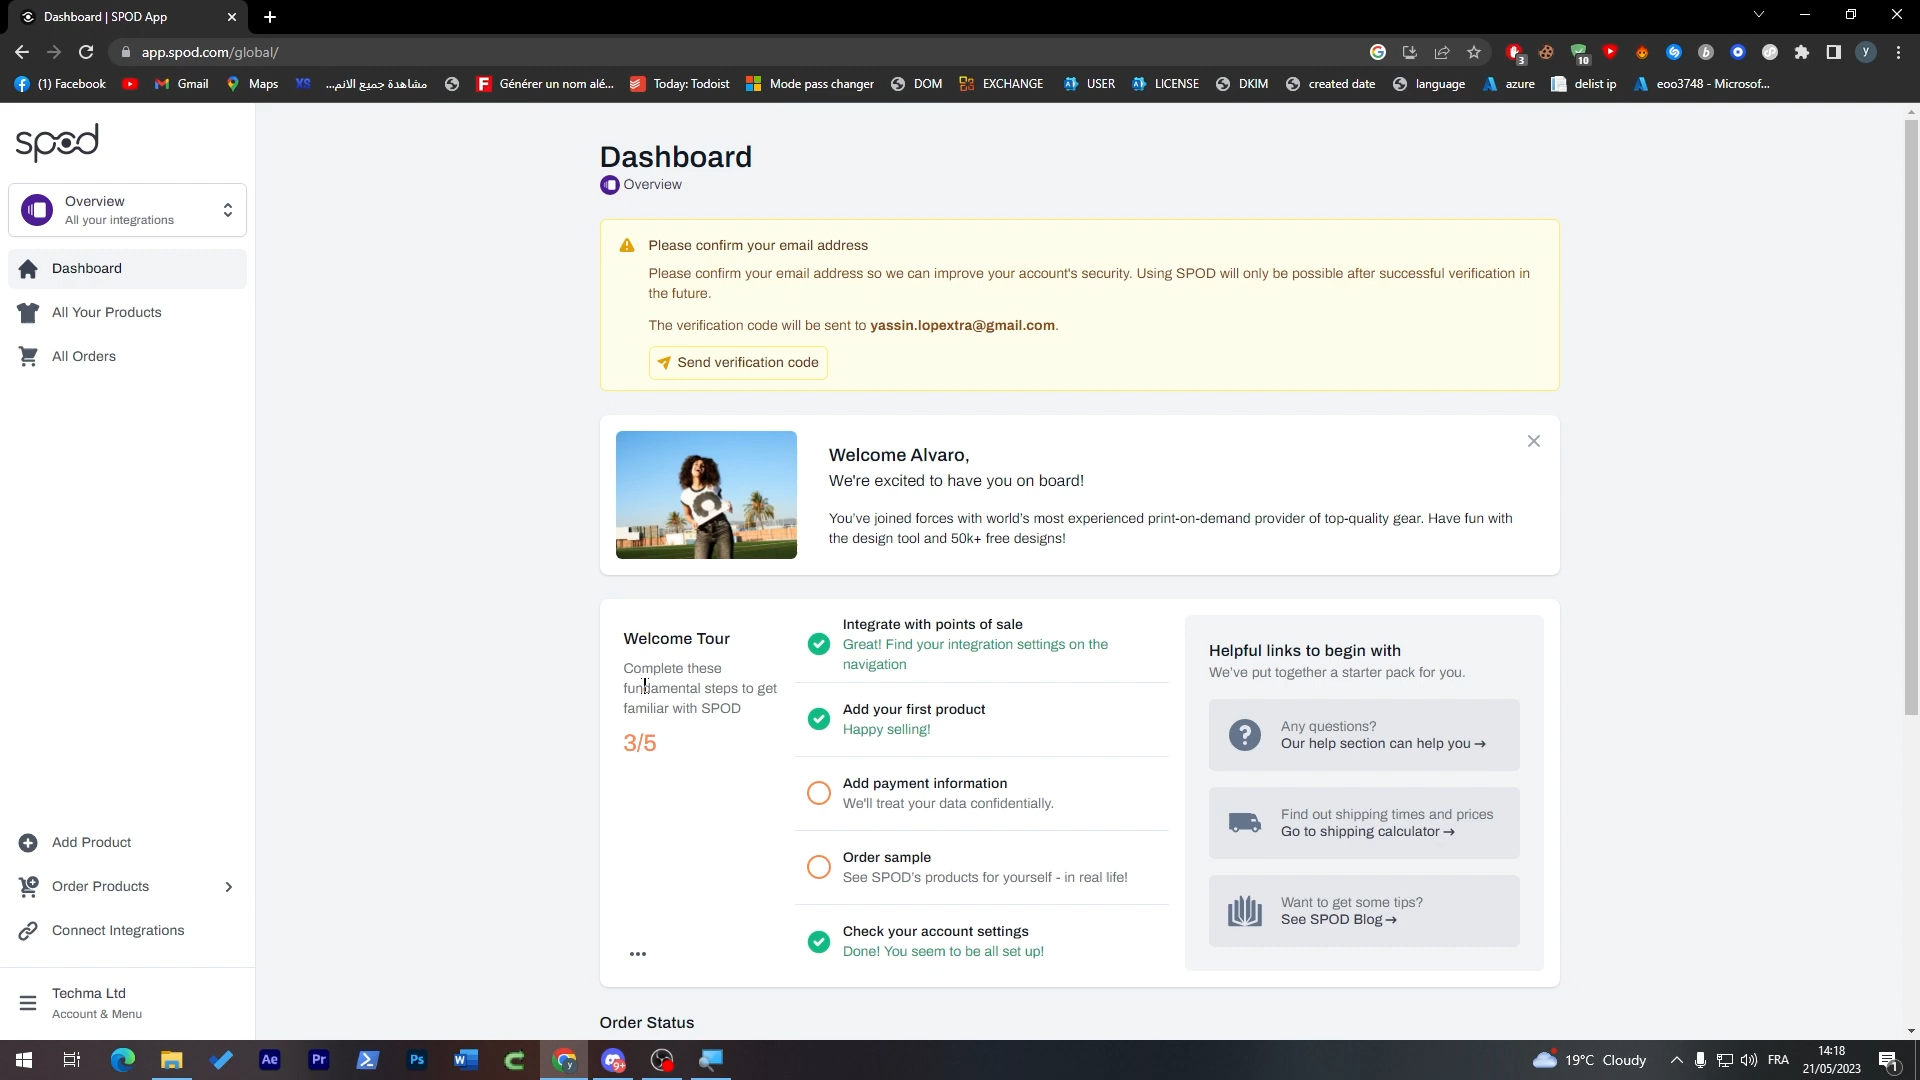 Dashboard | SPOD App
app.spod.com/global/
3
10
y
(1) Facebook
Gmail
Maps
XS
مشاهدة جميع الانم...
Générer un nom alé...
Today: Todoist
Mode pass changer
DOM
EXCHANGE
USER
LICENSE
DKIM
created date
language
azure
delist ip
eoo3748 - Microsof...
spod
Overview
All your integrations
Dashboard
All Your Products
All Orders
Add Product
Order Products
Connect Integrations
Techma Ltd
Account & Menu
Dashboard
Overview
Please confirm your email address
Please confirm your email address so we can improve your account's security. Using SPOD will only be possible after successful verification in
the future.
The verification code will be sent to yassin.lopextra@gmail.com.
Send verification code
Welcome Alvaro,
We're excited to have you on board!
You've joined forces with world's most experienced print-on-demand provider of top-quality gear. Have fun with
the design tool and 50k+ free designs!
Welcome Tour
Complete these
fundamental steps to get
familiar with SPOD
3/5
Integrate with points of sale
Great! Find your integration settings on the
navigation
Add your first product
Happy selling!
Add payment information
We'll treat your data confidentially.
Order sample
See SPOD's products for yourself - in real life!
Check your account settings
Done! You seem to be all set up!
Helpful links to begin with
We've put together a starter pack for you.
Any questions?
Our help section can help you →
Find out shipping times and prices
Go to shipping calculator →
Want to get some tips?
See SPOD Blog →
Order Status
Ae
Pr
Ps
W
9+
19°C Cloudy
FRA
14:18
21/05/2023
1